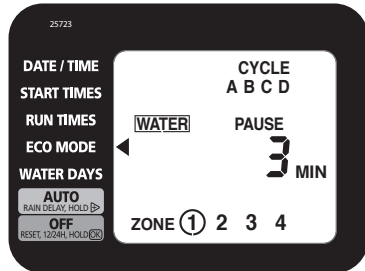 25723
DATE / TIME
START TIMES
RUN TIMES
ECO MODE
WATER DAYS
AUTO
RAIN DELAY, HOLD
OFF
RESET, 12/24H, HOLD OK
CYCLE
A B C D
WATER PAUSE
3 MIN
ZONE 1 2 3 4